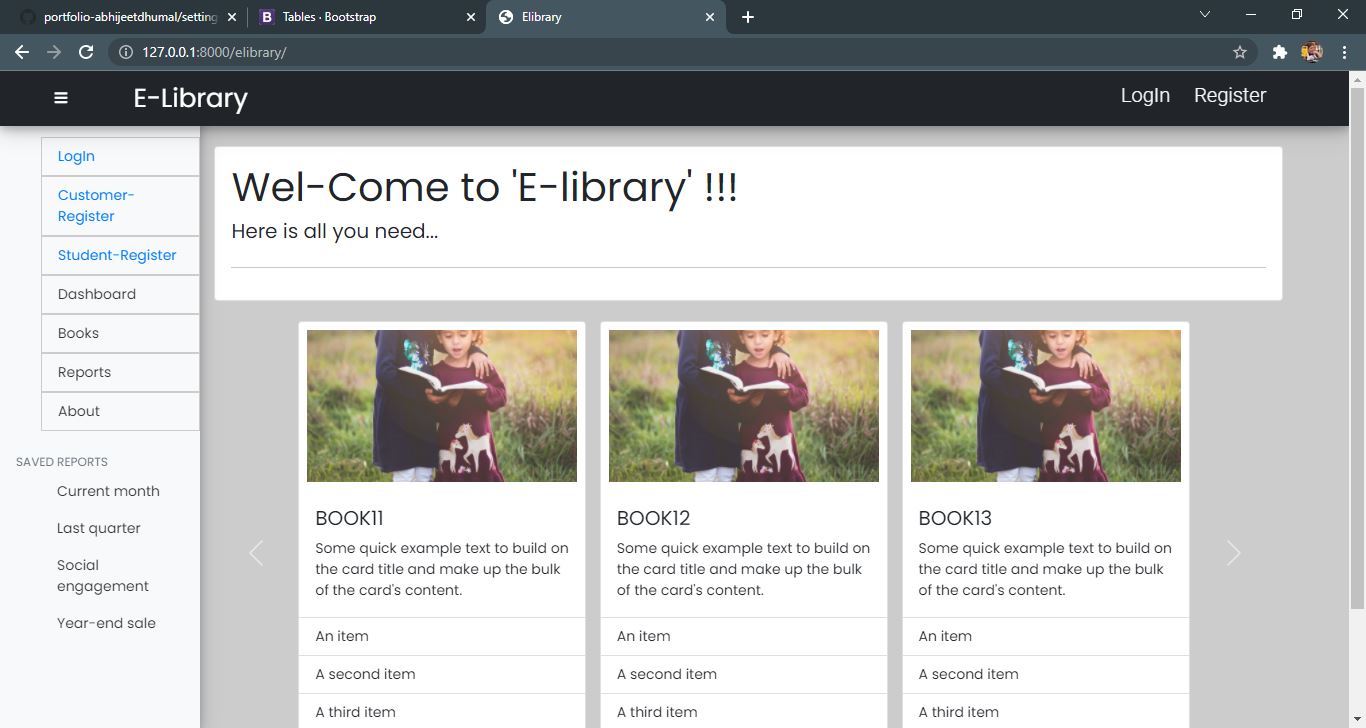 portfolio-abhijeetdhumal/setting
Tables · Bootstrap
Elibrary
127.0.0.1:8000/elibrary/
E-Library
LogIn
Register
LogIn
Customer-
Register
Student-Register
Dashboard
Books
Reports
About
SAVED REPORTS
Current month
Last quarter
Social
engagement
Year-end sale
Wel-Come to 'E-library' !!!
Here is all you need...
BOOK11
Some quick example text to build on
the card title and make up the bulk
of the card's content.
An item
A second item
A third item
BOOK12
Some quick example text to build on
the card title and make up the bulk
of the card's content.
An item
A second item
A third item
BOOK13
Some quick example text to build on
the card title and make up the bulk
of the card's content.
An item
A second item
A third item